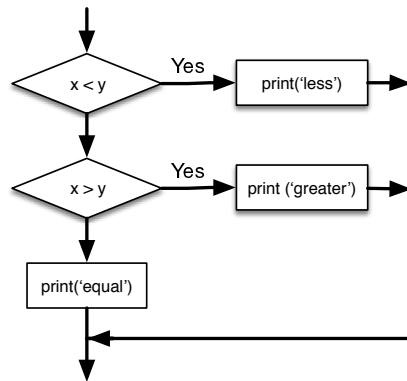 x < y
Yes
print(‘less’)
x > y
Yes
print (‘greater’)
print(‘equal’)